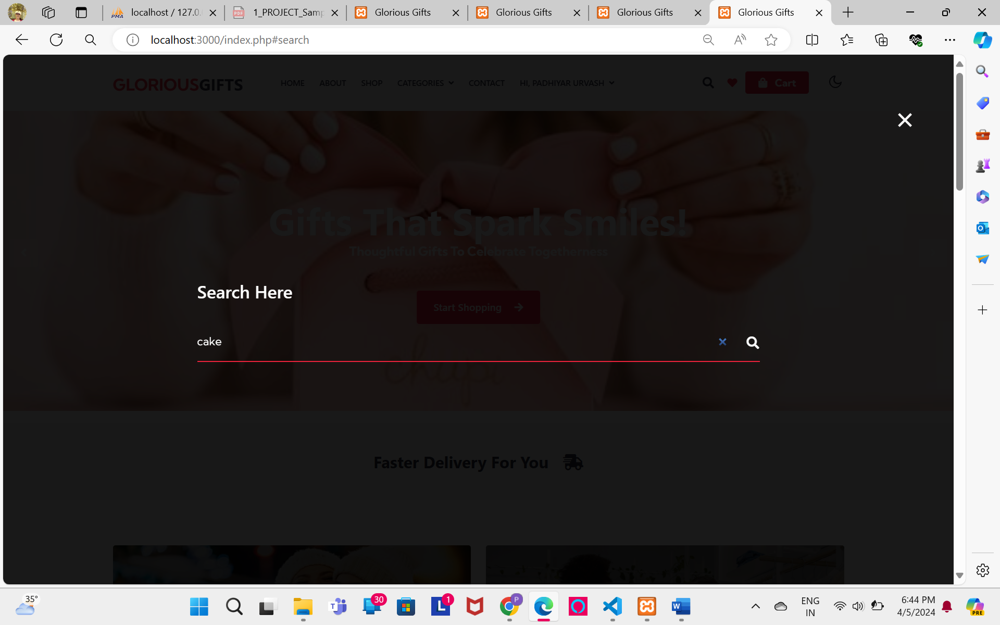 localhost / 127.0.
1_PROJECT_Samp
Glorious Gifts
Glorious Gifts
Glorious Gifts
Glorious Gifts
localhost:3000/index.php#search
GLORIOUSGIFTS
HOME
ABOUT
SHOP
CATEGORIES
CONTACT
HI, PADHIYAR URVASH
Cart
Gifts That Spark Smiles!
Thoughtful Gifts To Celebrate Togetherness
Search Here
Start Shopping
cake
Faster Delivery For You
35°
30
1
P
ENG
IN
6:44 PM
4/5/2024
PRE